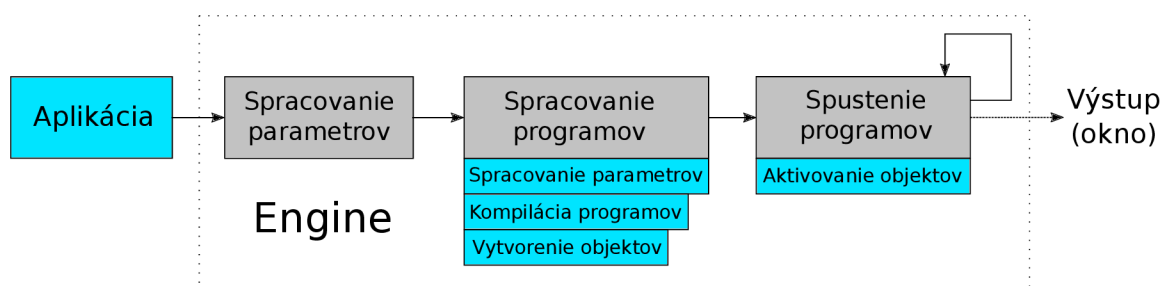 Aplikácia
Spracovanie
parametrov
Spracovanie
programov
Spracovanie parametrov
Kompilácia programov
Vytvorenie objektov
Spustenie
programov
Aktivovanie objektov
Výstup
(okno)
Engine